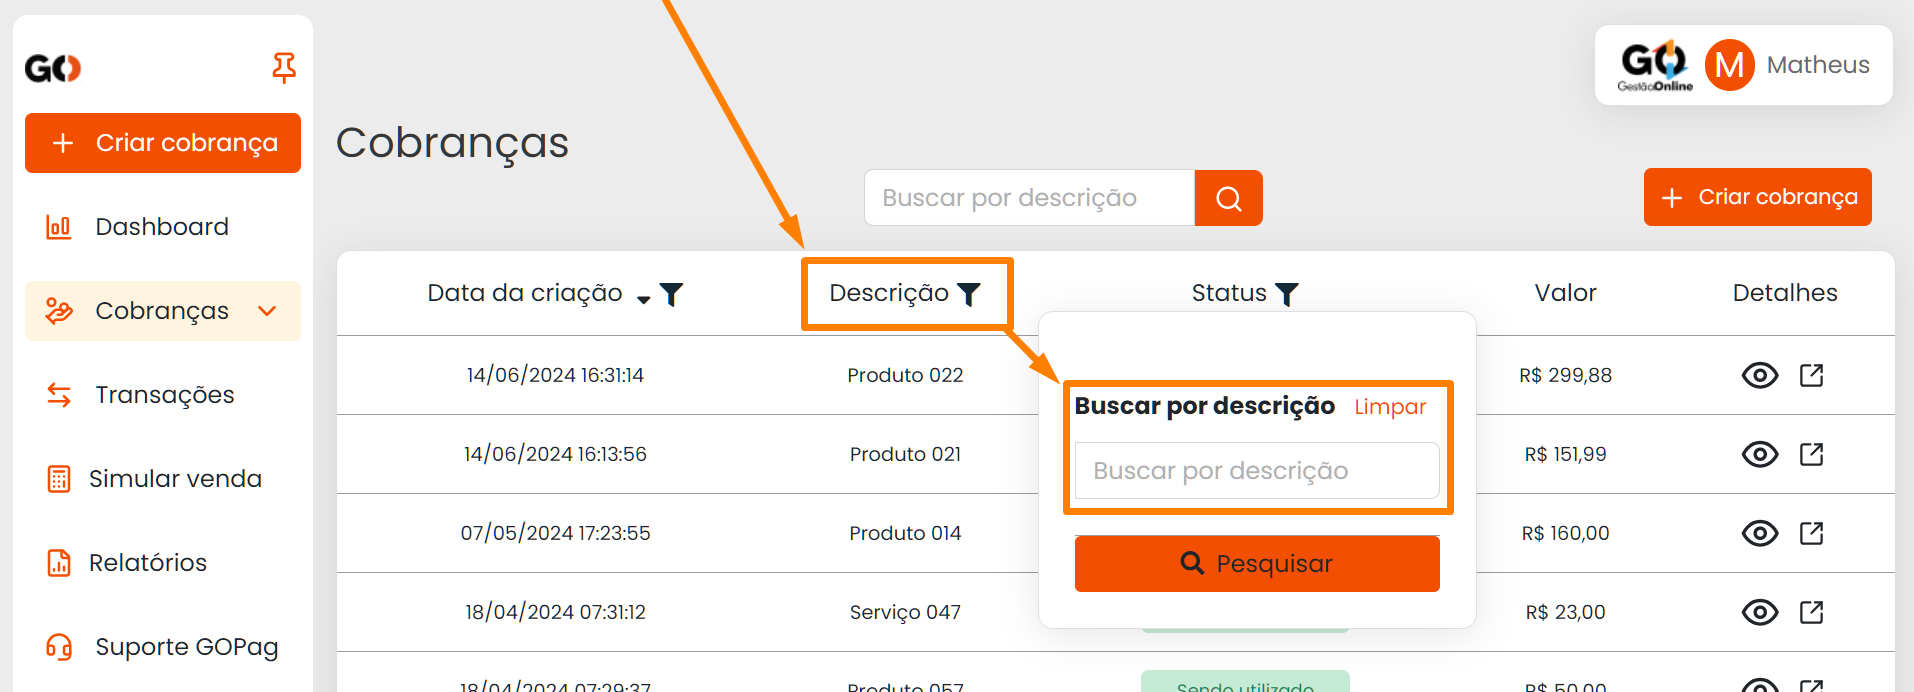 GO
Criar cobrança
Dashboard
Cobranças
Transações
Simular venda
Relatórios
Suporte GOPag
GO
GestãoOnline
M
Matheus
Cobranças
Buscar por descrição
Criar cobrança
Data da criação Descrição Status Valor Detalhes
14/06/2024 16:31:14 Produto 022 R$ 299,88
14/06/2024 16:13:56 Produto 021 R$ 151,99
07/05/2024 17:23:55 Produto 014 R$ 160,00
18/04/2024 07:31:12 Serviço 047 R$ 23,00
18/04/2024 07:29:37 Produto 057 Sendo utilizado R$ 50,00
Buscar por descrição Limpar
Buscar por descrição
Pesquisar